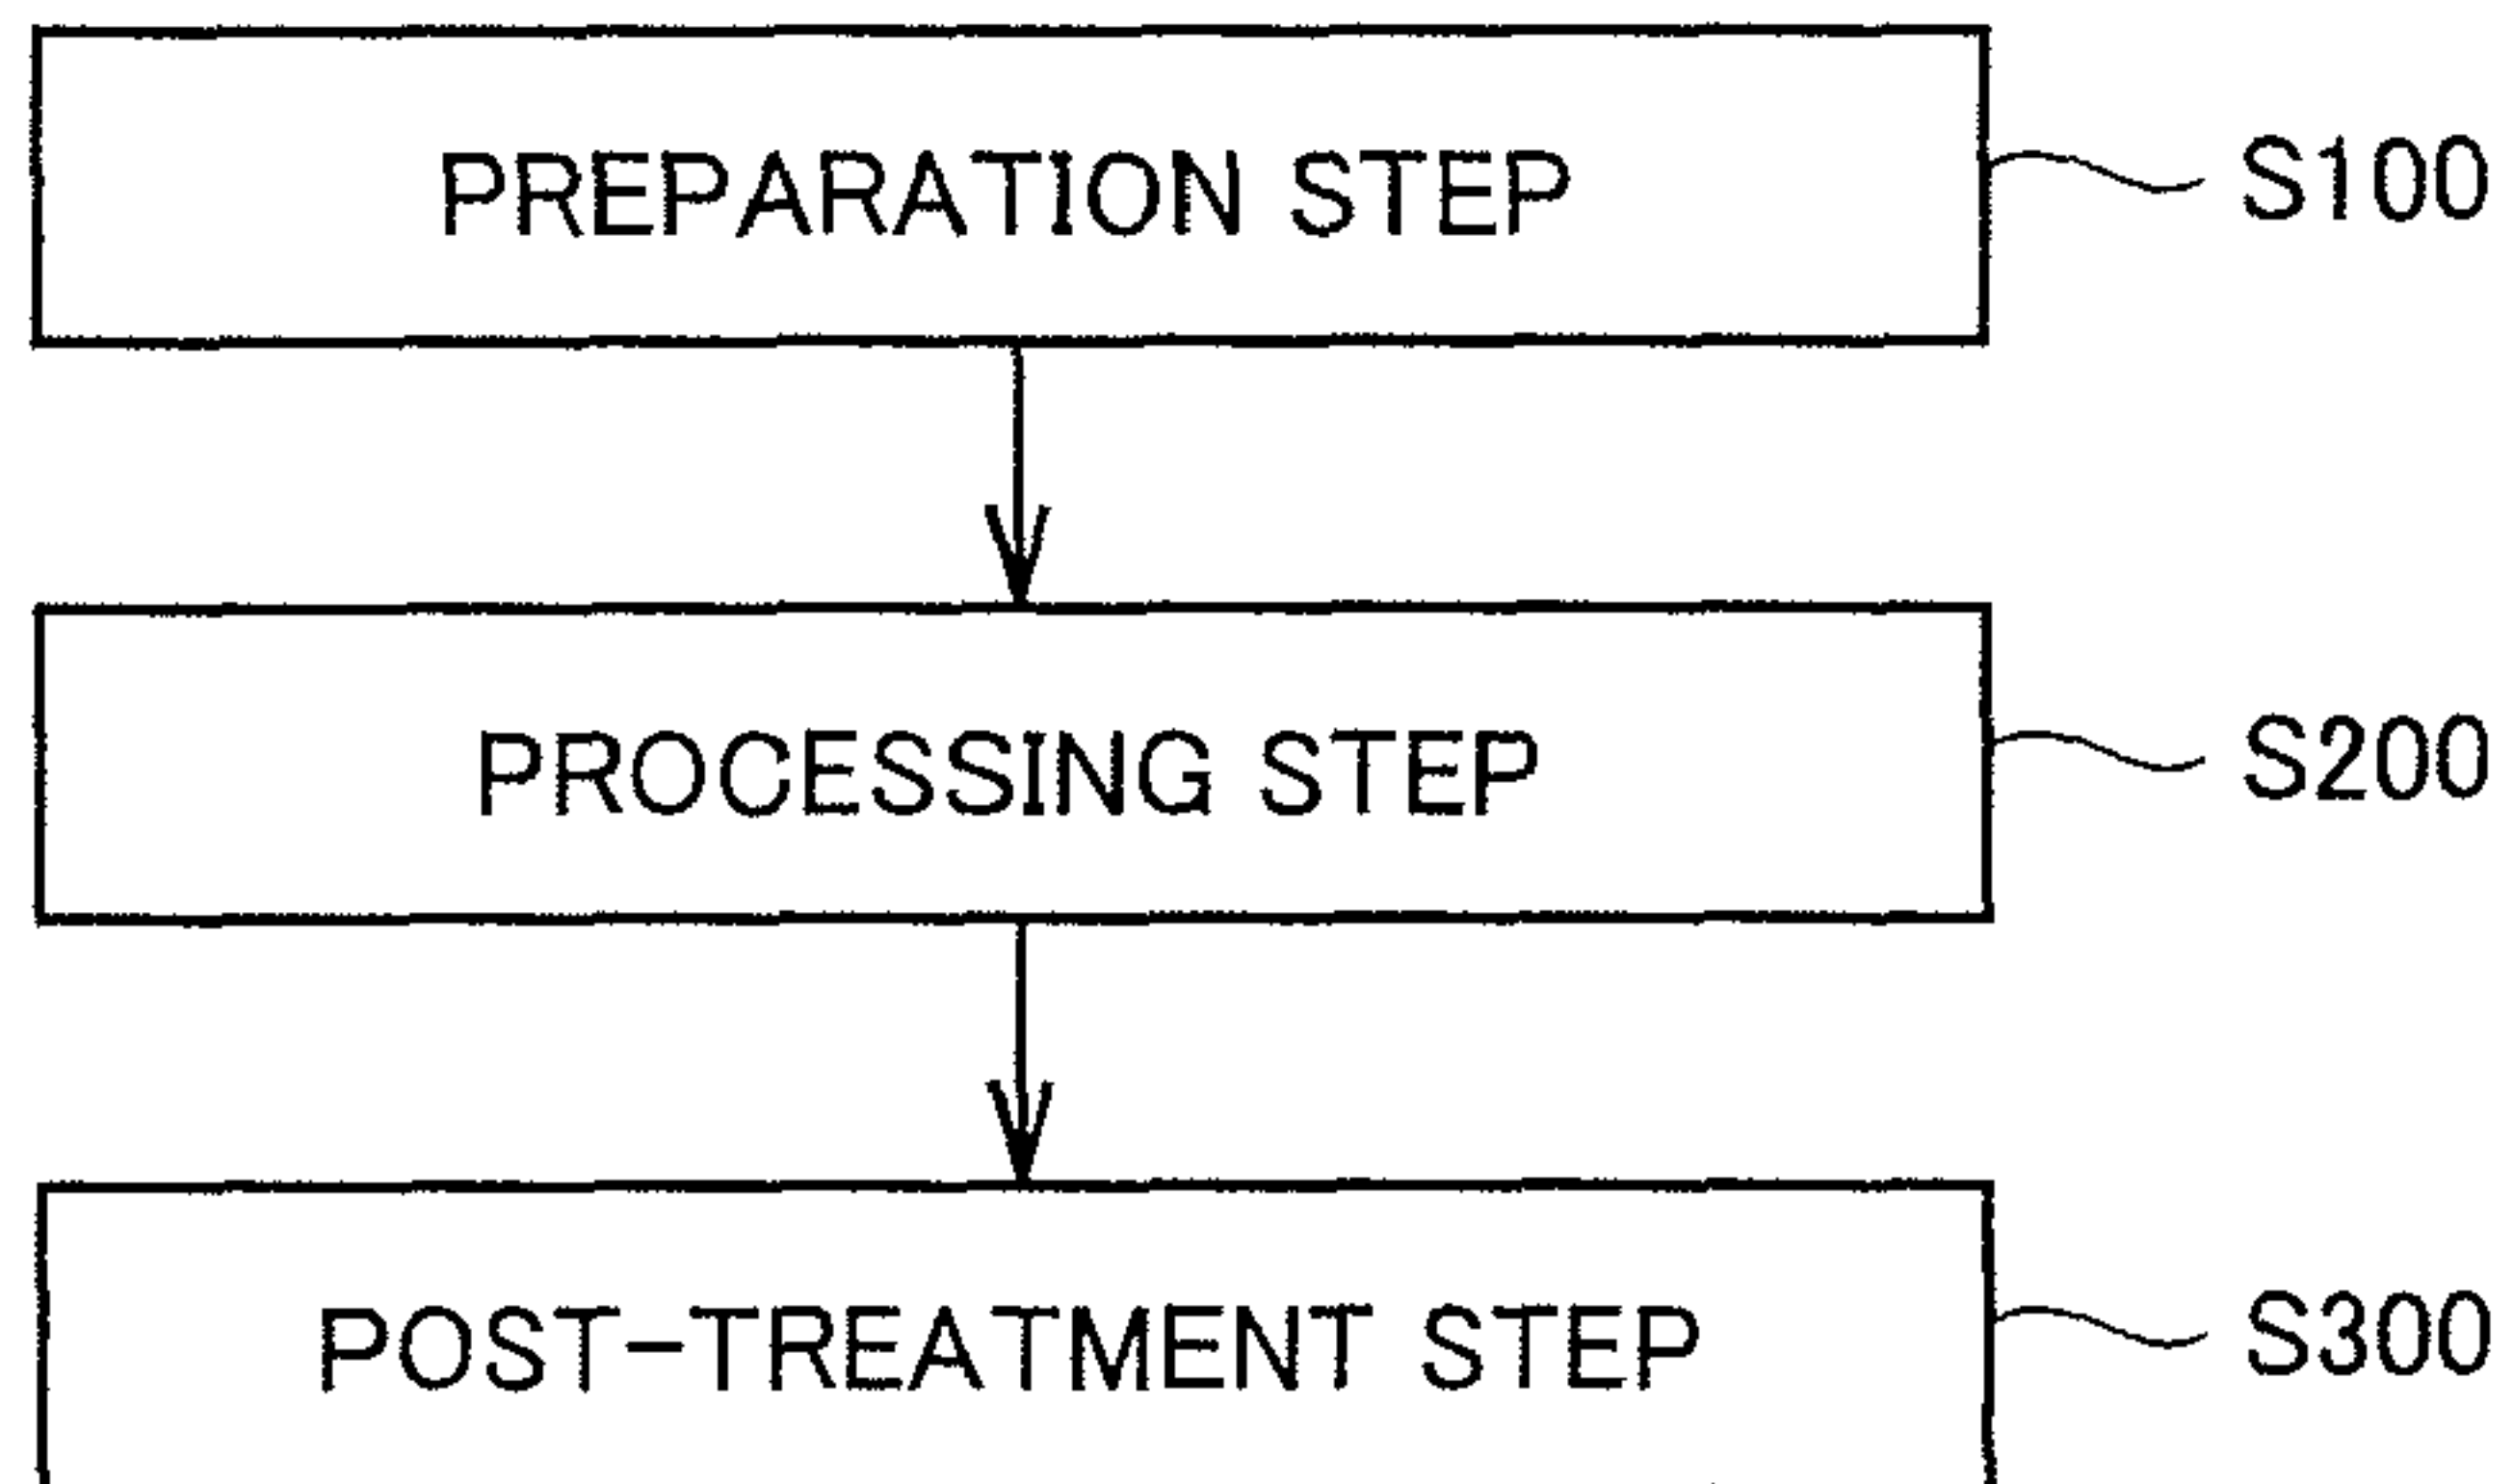 PREPARATION STEP S100
PROCESSING STEP S200
POST-TREATMENT STEP S300